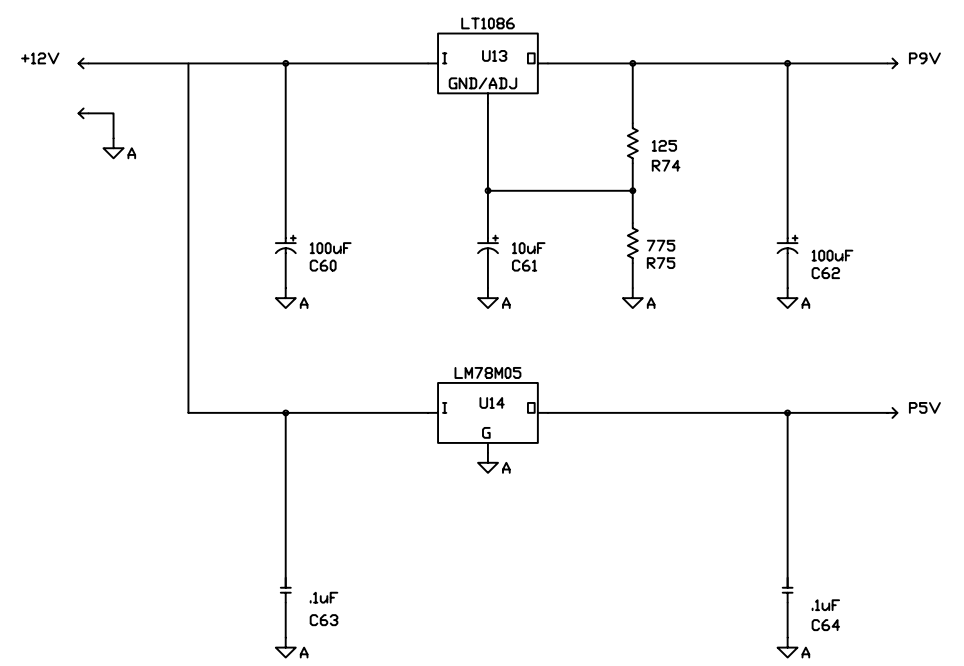 LT1086
+12V
I U13 O
P9V
GND/ADJ
A
125
R74
+
100uF
C60
+
10uF
C61
775
R75
+
100uF
C62
A
A
A
A
LM78M05
I U14 O
P5V
G
A
.1uF
C63
.1uF
C64
A
A